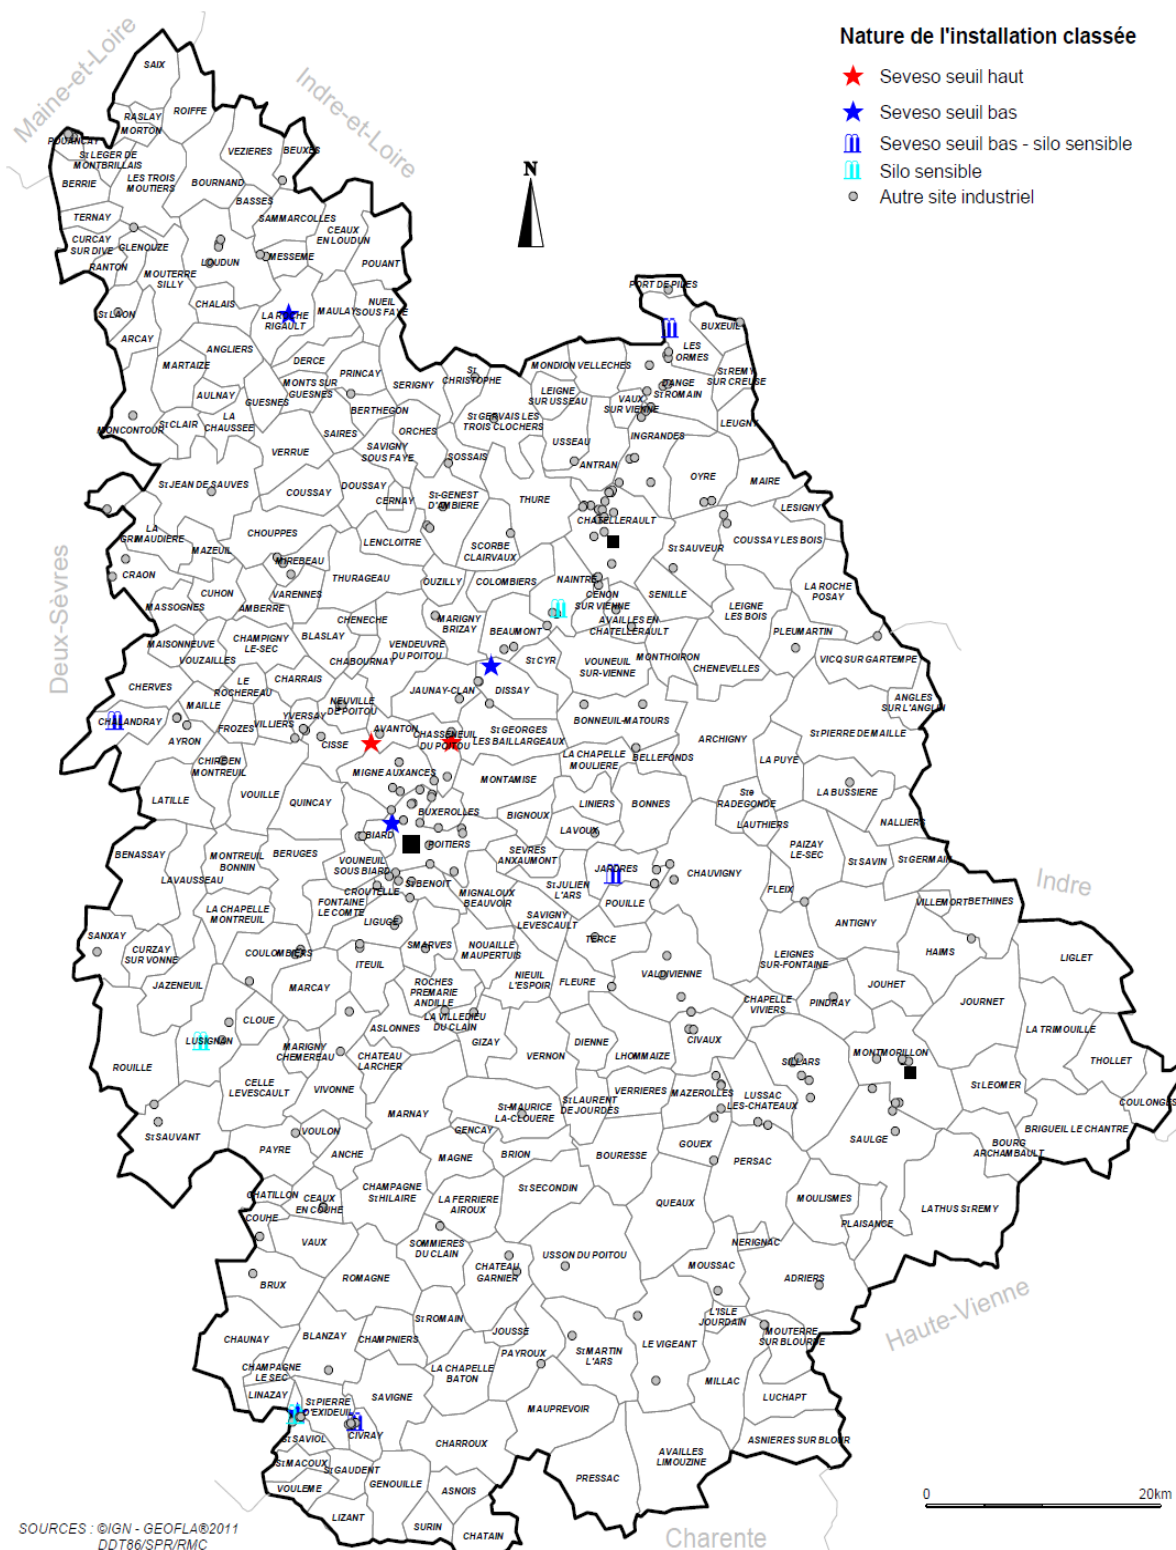 Nature de l'installation classée
Seveso seuil haut
Seveso seuil bas
Seveso seuil bas - silo sensible
Silo sensible
Autre site industriel
Maine-et-Loire
Indre-et-Loire
Deux-Sèvres
Indre
Haute-Vienne
Charente
N
SAIX
ROIFFE
RASLAY
MORTON
POUANCAY
St LEGER DE
MONTBRILLAIS
VEZIERES
BEUXES
BERRIE
LES TROIS
MOUTIERS
BOURNAND
BASSES
TERNAY
SAMMARCOLLES
CURCAY
SUR DIVE
GLENOUZE
CEAUX
EN LOUDUN
RANTON
MOUTERRE
SILLY
LOUDUN
MESSEME
POUANT
PORT DE PILES
St LAON
CHALAIS
LA ROCHE
RIGAULT
MAULAY
NUEIL
SOUS FAYE
BUXEUIL
ARCAY
ANGLIERS
LES
ORMES
MARTAIZE
DERCE
PRINCAY
SERIGNY
St
CHRISTOPHE
MONDION
VELLECHES
St REMY
SUR CREUSE
AULNAY
GUESNES
MONTS SUR
GUESNES
BERTHEGON
LEIGNE
SUR USSEAU
DANGE
St ROMAIN
VAUX
SUR VIENNE
MONCONTOUR
St CLAIR
LA
CHAUSSEE
SAIRES
ORCHES
St GERVAIS LES
TROIS CLOCHERS
LEUGNY
VERRUE
SAVIGNY
SOUS FAYE
SOSSAIS
USSEAU
INGRANDES
ANTRAN
OYRE
MAIRE
St JEAN DE SAUVES
COUSSAY
DOUSSAY
CERNAY
St-GENEST
D'AMBIERE
THURE
LESIGNY
LA
GRIMAUDIERE
MAZEUIL
CHOUPPES
LENCLOITRE
SCORBE
CLAIRVAUX
CHATELLERAULT
St SAUVEUR
COUSSAY LES BOIS
CRAON
MIREBEAU
THURAGEAU
OUZILLY
COLOMBIERS
NAINTRE
CENON
SUR VIENNE
SENILLE
LA ROCHE
POSAY
MASSOGNES
CUHON
VARENNES
AMBERRE
CHENECHE
MARIGNY
BRIZAY
BEAUMONT
AVAILLES EN
CHATELLERAULT
LEIGNE
LES BOIS
PLEUMARTIN
MAISONNEUVE
VOUZAILLES
CHAMPIGNY
LE-SEC
BLASLAY
CHABOURNAY
VENDEUVRE
DU POITOU
St CYR
VOUNEUIL
SUR-VIENNE
MONTHOIRON
CHENEVELLES
VICQ SUR GARTEMPE
CHERVES
LE
ROCHEREAU
CHARRAIS
JAUNAY-CLAN
DISSAY
ANGLES
SUR L'ANGLIN
CHALANDRAY
MAILLE
AYRON
FROZES
VILLIERS
YVERSAY
NEUVILLE
DE POITOU
CISSE
AVANTON
CHASSENEUIL
DU POITOU
St GEORGES
LES BAILLARGEAUX
BONNEUIL-MATOURS
ARCHIGNY
St PIERRE DE MAILLE
CHIRE EN
MONTREUIL
MIGNE AUXANCES
MONTAMISE
LA CHAPELLE
MOULIERE
BELLEFONDS
LA PUYE
LA BUSSIERE
LATILLE
VOUILLE
QUINCAY
BUXEROLLES
BIGNOUX
LINIERS
BONNES
Ste
RADEGONDE
NALLIERS
BENASSAY
LAVAUSSEAU
MONTREUIL
BONNIN
BERUGES
BIARD
POITIERS
SEVRES
ANXAUMONT
LAVOUX
LAUTHIERS
PAIZAY
LE-SEC
St SAVIN
St GERMAIN
VOUNEUIL
SOUS BIARD
CROUTELLE
St BENOIT
MIGNALOUX
BEAUVOIR
St JULIEN
L'ARS
JARDRES
POUILLE
CHAUVIGNY
FLEIX
LA CHAPELLE
MONTREUIL
FONTAINE
LE COMTE
LIGUGE
SAVIGNY
LEVESCAULT
VILLEMORT
BETHINES
SANXAY
CURZAY
SUR VONNE
COULOMBIERS
ITEUIL
SMARVES
NOUAILLE
MAUPERTUIS
TERCE
ANTIGNY
HAIMS
LIGLET
JAZENEUIL
MARCAY
ROCHES
PREMARIE
ANDILLE
NIEUIL
L'ESPOIR
FLEURE
VALDIVIENNE
LEIGNES
SUR-FONTAINE
JOUHET
LUSIGNAN
CLOUE
ASLONNES
LA VILLEDIEU
DU CLAIN
CHAPELLE
VIVIERS
PINDRAY
JOURNET
LA TRIMOUILLE
ROUILLE
MARIGNY
CHEMEREAU
CHATEAU
LARCHER
GIZAY
VERNON
DIENNE
LHOMMAIZE
CIVAUX
SILLARS
MONTMORILLON
THOLLET
CELLE
LEVESCAULT
VIVONNE
MARNAY
St-MAURICE
LA-CLOUERE
St LAURENT
DE JOURDES
VERRIERES
MAZEROLLES
LUSSAC
LES-CHATEAUX
St LEOMER
COULONGES
St SAUVANT
VOULON
GENCAY
GOUEX
SAULGE
BRIGUEIL LE CHANTRE
PAYRE
ANCHE
MAGNE
BRION
BOURESSE
PERSAC
BOURG
ARCHAMBAULT
CHATILLON
CEAUX
EN COUHE
CHAMPAGNE
St HILAIRE
LA FERRIERE
AIROUX
St SECONDIN
QUEAUX
MOULISMES
LATHUS St REMY
COUHE
VAUX
SOMMIERES
DU CLAIN
PLAISANCE
NERIGNAC
BRUX
ROMAGNE
CHATEAU
GARNIER
USSON DU POITOU
MOUSSAC
ADRIERS
CHAUNAY
BLANZAY
CHAMPNIERS
St ROMAIN
JOUSSE
L'ISLE
JOURDAIN
MOUTERRE
SUR BLOURDE
CHAMPAGNE
LE SEC
LA CHAPELLE
BATON
PAYROUX
St MARTIN
L'ARS
LE VIGEANT
MILLAC
LINAZAY
St PIERRE
D'EXIDEUIL
SAVIGNE
MAUPREVOIR
LUCHAPT
St SAVIOL
CIVRAY
CHARROUX
AVAILLES
LIMOUZINE
ASNIERES SUR BLOUR
St MACOUX
St GAUDENT
GENOUILLE
ASNOIS
PRESSAC
VOULEME
LIZANT
SURIN
CHATAIN
0 20km
SOURCES : ©IGN - GEOFLA®2011
DDT86/SPR/RMC